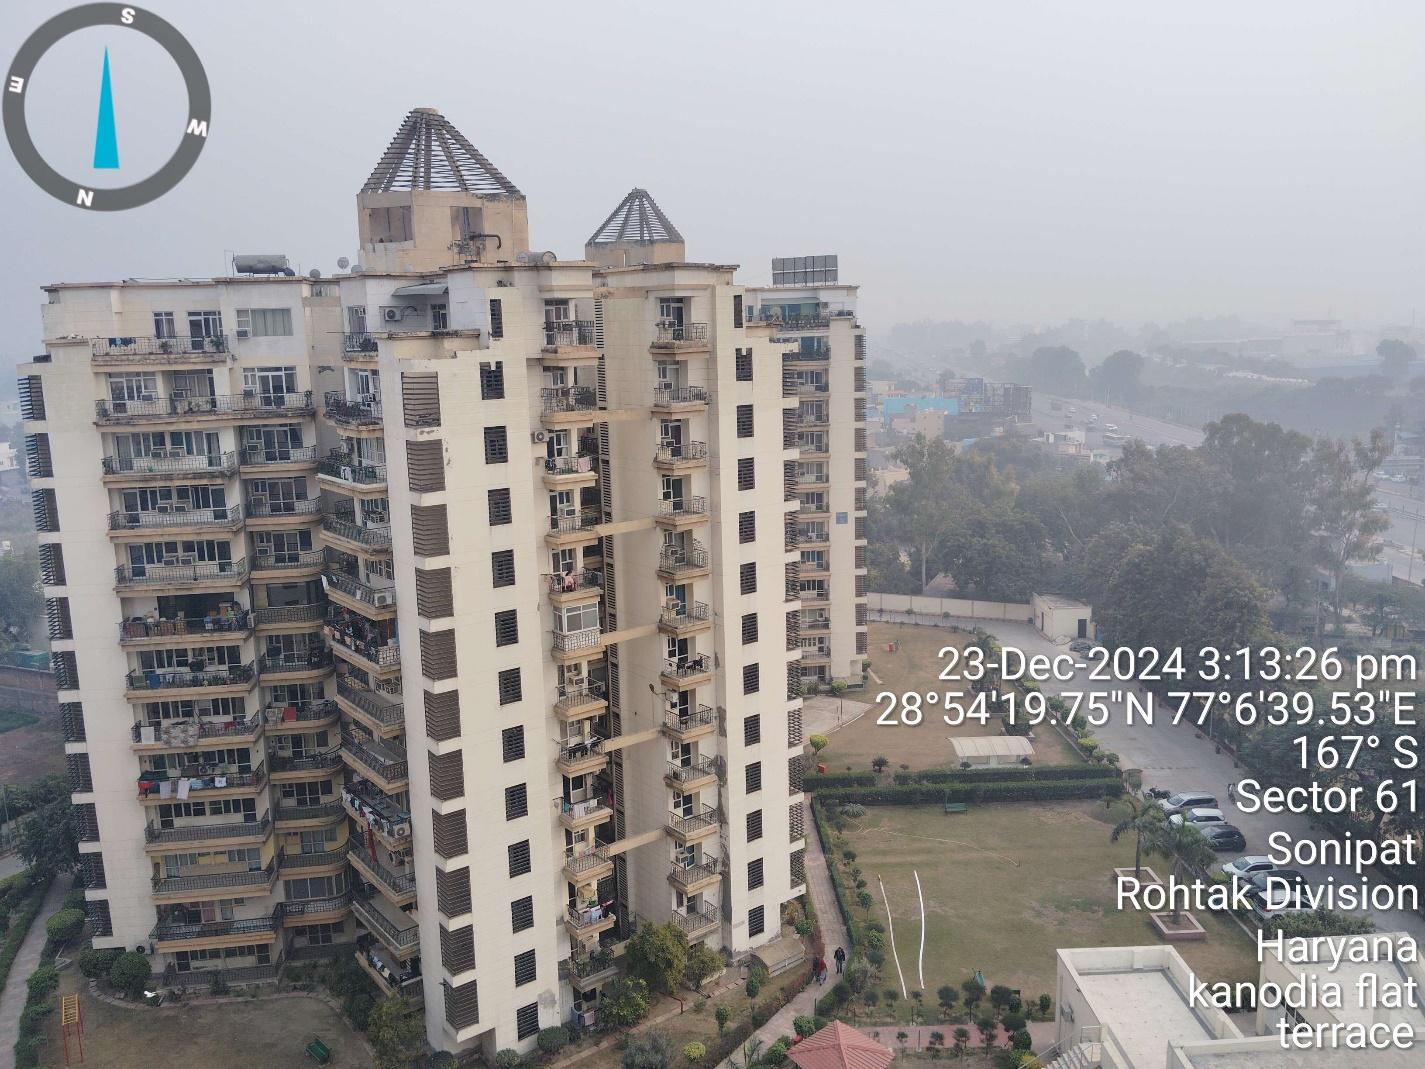 S
E
W
N
23-Dec-2024 3:13:26 pm
28°54'19.75"N 77°6'39.53"E
167° S
Sector 61
Sonipat
Rohtak Division
Haryana
kanodia flat
terrace